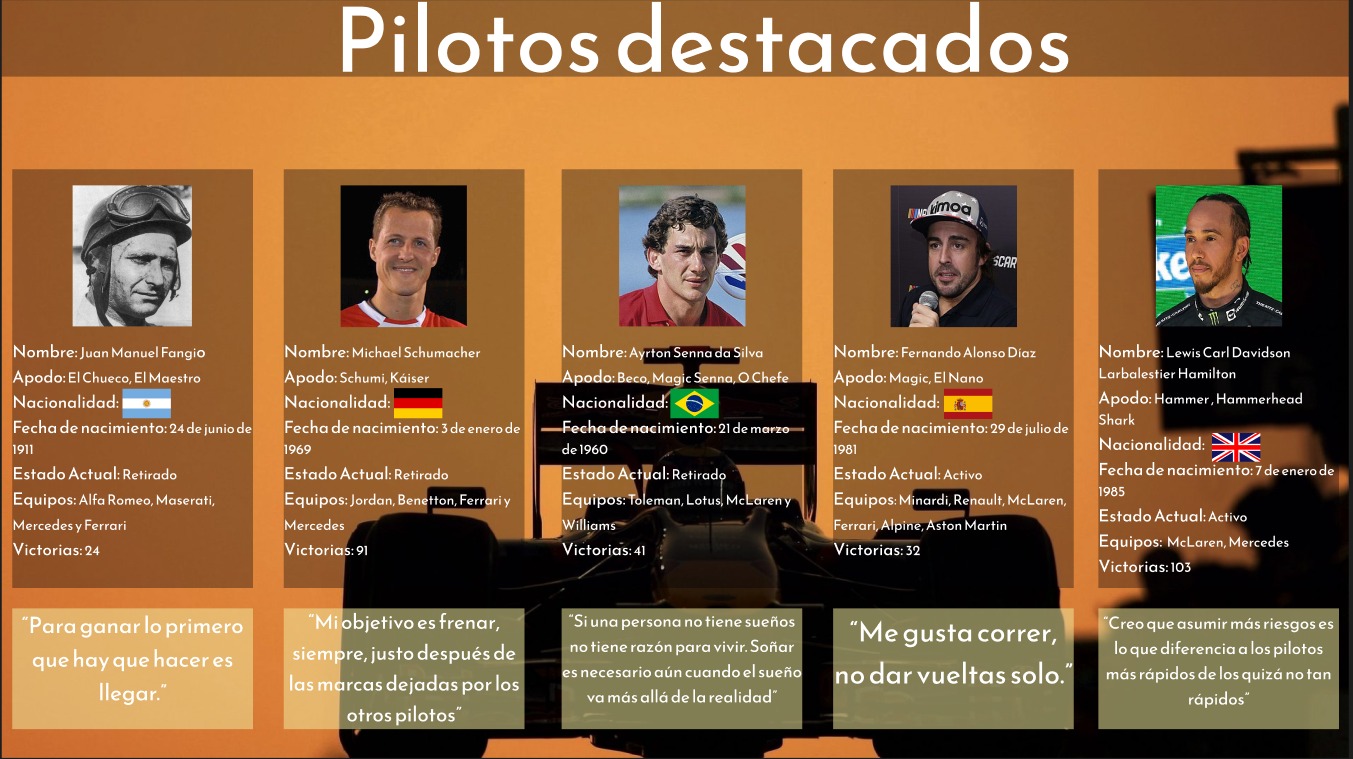 Pilotos destacados
kimoa
SCAR
ke
Nombre: Juan Manuel Fangio
Apodo: El Chueco, El Maestro
Nacionalidad:
Fecha de nacimiento: 24 de junio de
1911
Estado Actual: Retirado
Equipos: Alfa Romeo, Maserati,
Mercedes y Ferrari
Victorias: 24
"Para ganar lo primero
que hay que hacer es
llegar."
Nombre: Michael Schumacher
Apodo: Schumi, Káiser
Nacionalidad:
Fecha de nacimiento: 3 de enero de
1969
Estado Actual: Retirado
Equipos: Jordan, Benetton, Ferrari y
Mercedes
Victorias: 91
"Mi objetivo es frenar,
siempre, justo después de
las marcas dejadas por los
otros pilotos"
Nombre: Ayrton Senna da Silva
Apodo: Beco, Magic Senna, O Chefe
Nacionalidad:
Fecha de nacimiento: 21 de marzo
de 1960
Estado Actual: Retirado
Equipos: Toleman, Lotus, McLaren y
Williams
Victorias: 41
"Si una persona no tiene sueños
no tiene razón para vivir. Soñar
es necesario aún cuando el sueño
va más allá de la realidad"
Nombre: Fernando Alonso Díaz
Apodo: Magic, El Nano
Nacionalidad:
Fecha de nacimiento: 29 de julio de
1981
Estado Actual: Activo
Equipos: Minardi, Renault, McLaren,
Ferrari, Alpine, Aston Martin
Victorias: 32
"Me gusta correr,
no dar vueltas solo."
Nombre: Lewis Carl Davidson
Larbalestier Hamilton
Apodo: Hammer , Hammerhead
Shark
Nacionalidad:
Fecha de nacimiento: 7 de enero de
1985
Estado Actual: Activo
Equipos: McLaren, Mercedes
Victorias: 103
"Creo que asumir más riesgos es
lo que diferencia a los pilotos
más rápidos de los quizá no tan
rápidos"